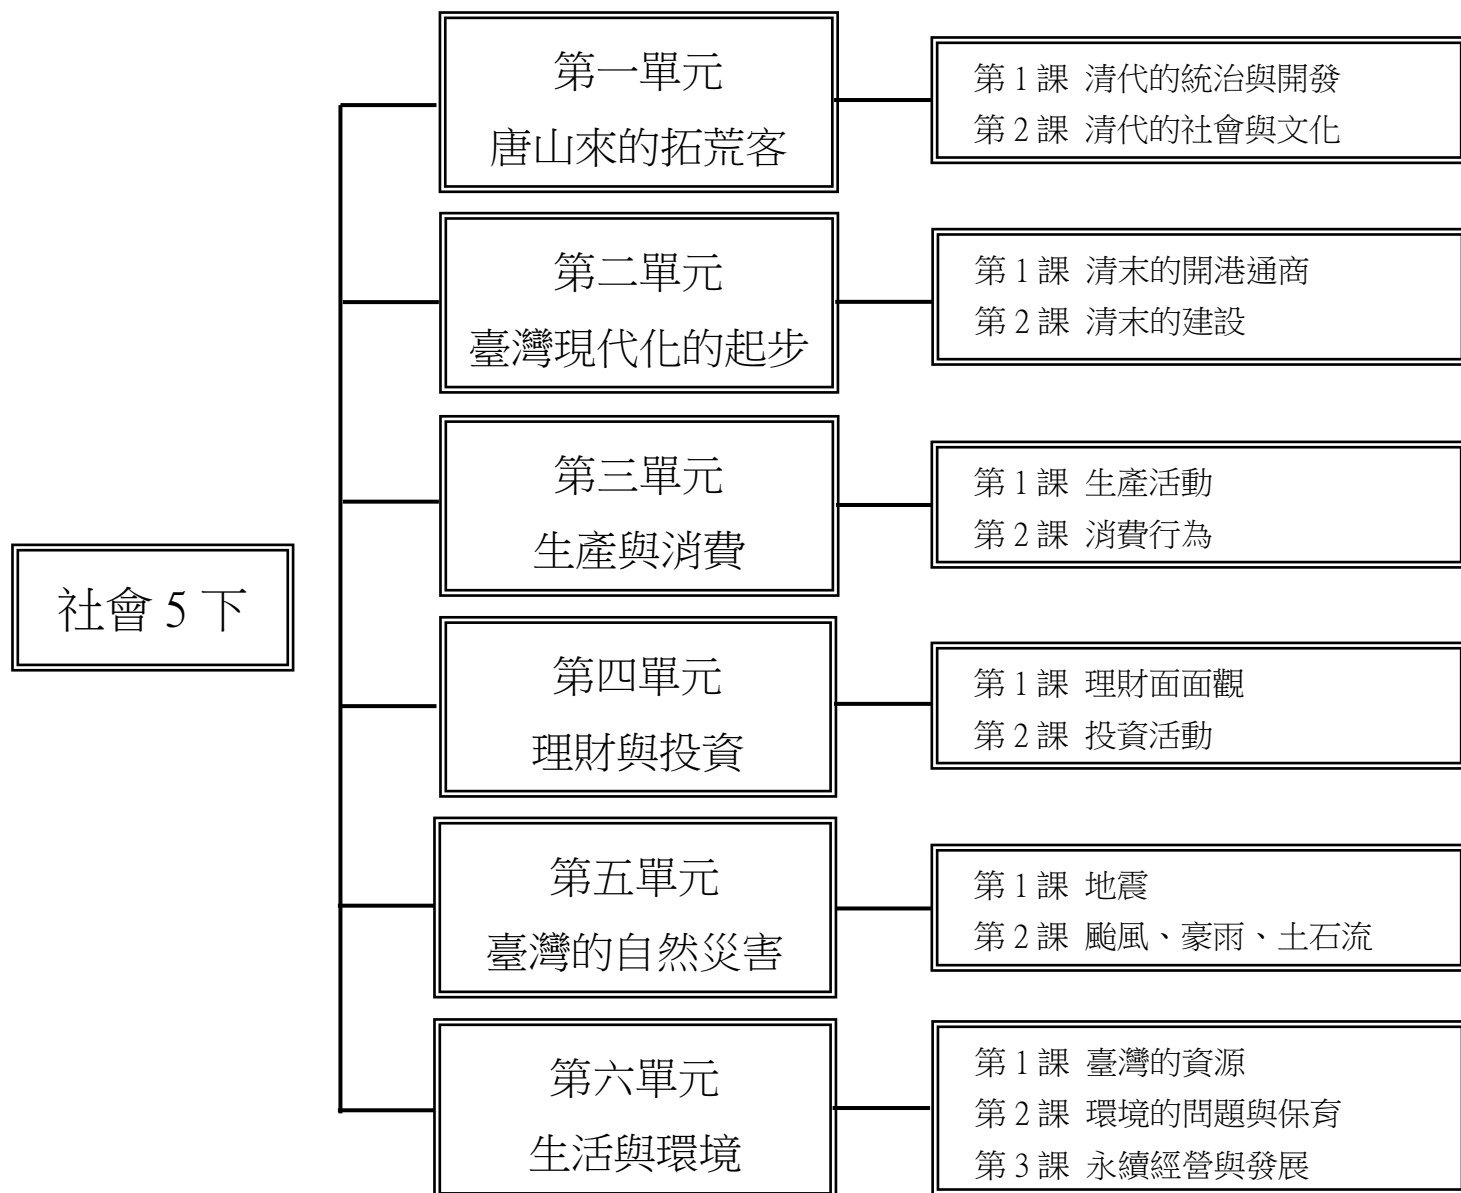 社會 5 下
第一單元
唐山來的拓荒客
第 1 課 清代的統治與開發
第 2 課 清代的社會與文化
第二單元
臺灣現代化的起步
第 1 課 清末的開港通商
第 2 課 清末的建設
第三單元
生產與消費
第 1 課 生產活動
第 2 課 消費行為
第四單元
理財與投資
第 1 課 理財面面觀
第 2 課 投資活動
第五單元
臺灣的自然災害
第 1 課 地震
第 2 課 颱風、豪雨、土石流
第六單元
生活與環境
第 1 課 臺灣的資源
第 2 課 環境的問題與保育
第 3 課 永續經營與發展